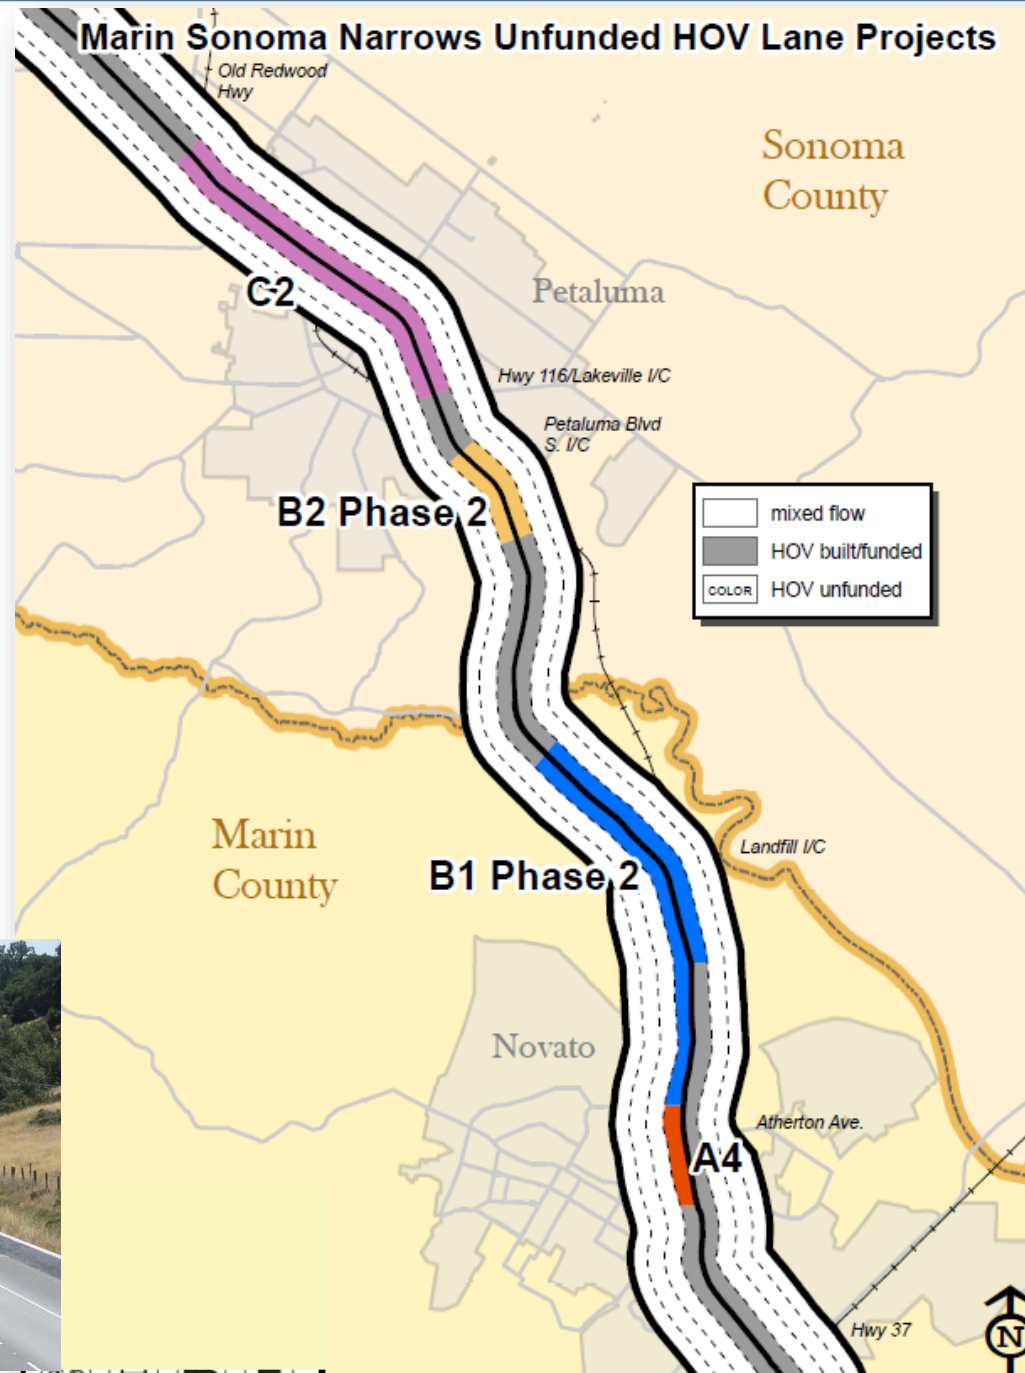 Marin Sonoma Narrows Unfunded HOV Lane Projects
Old Redwood
Hwy
Sonoma
County
C2
Petaluma
Hwy 116/Lakeville I/C
Petaluma Blvd
S. I/C
B2 Phase 2
mixed flow
HOV built/funded
COLOR HOV unfunded
Marin
County
Landfill I/C
B1 Phase 2
Novato
Atherton Ave.
A4
Hwy 37
N